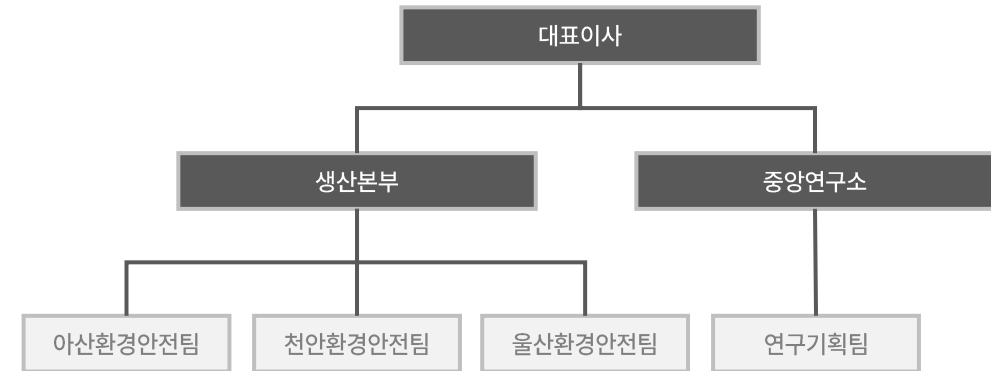 대표이사
생산본부
중앙연구소
아산환경안전팀
천안환경안전팀
울산환경안전팀
연구기획팀